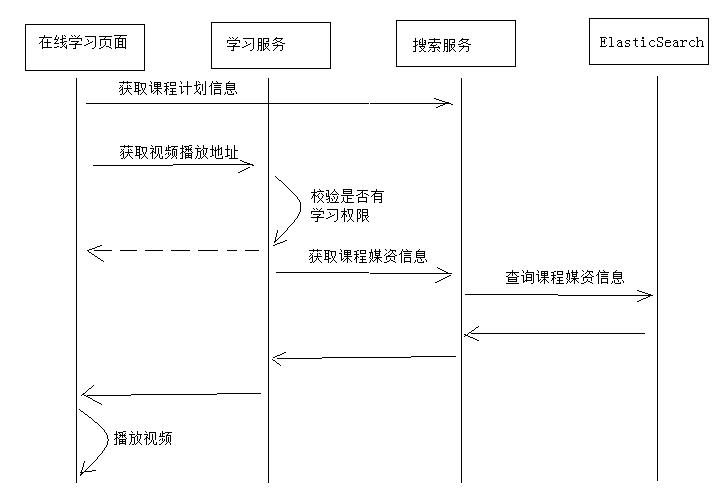 在线学习页面
学习服务
搜索服务
ElasticSearch
获取课程计划信息
获取视频播放地址
校验是否有
学习权限
获取课程媒资信息
查询课程媒资信息
播放视频